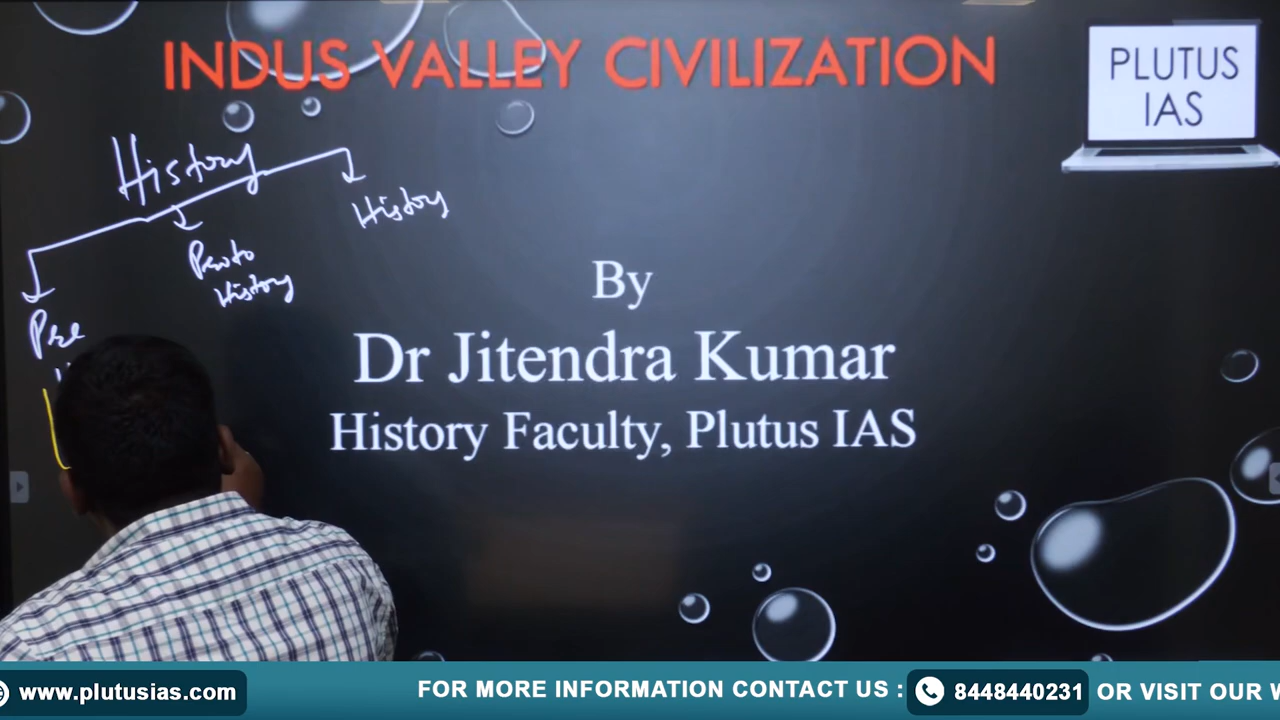 INDUS VALLEY CIVILIZATION
PLUTUS
IAS
History
History
Proto
History
Pre
By
Dr Jitendra Kumar
History Faculty, Plutus IAS
www.plutusias.com
FOR MORE INFORMATION CONTACT US : 8448440231 OR VISIT OUR W